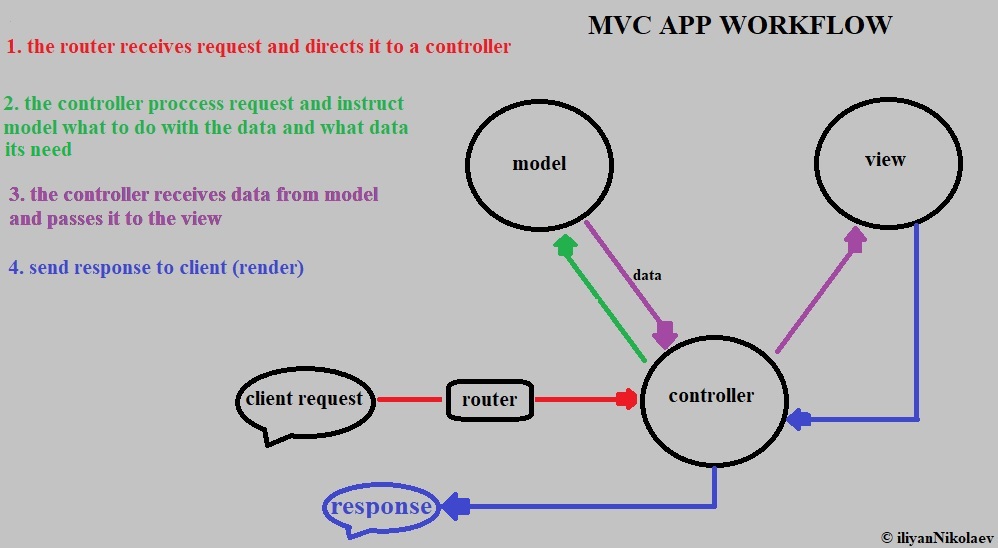 MVC APP WORKFLOW
1. the router receives request and directs it to a controller
2. the controller proccess request and instruct
model what to do with the data and what data
its need
3. the controller receives data from model
and passes it to the view
4. send response to client (render)
model
view
data
client request
router
controller
response
© iliyanNikolaev